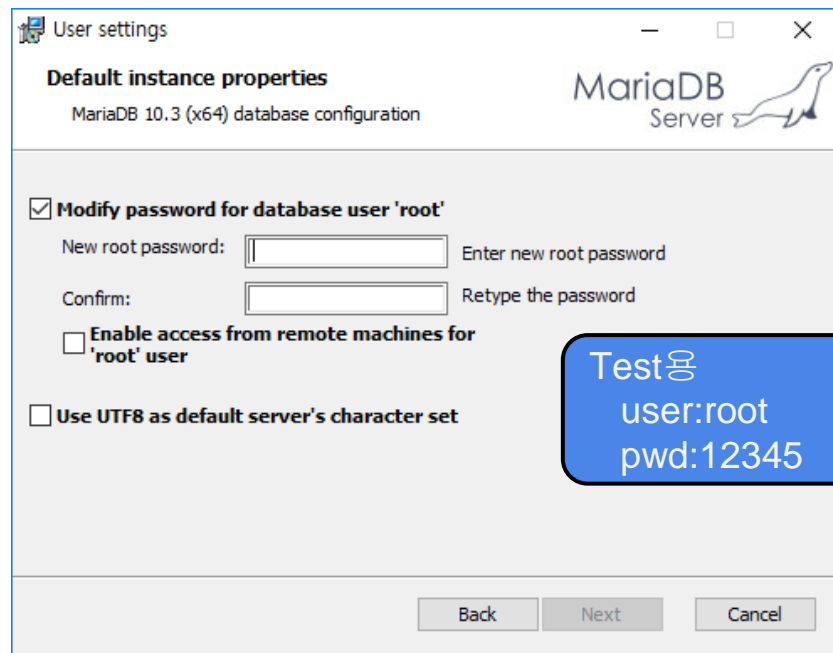 User settings
Default instance properties
MariaDB 10.3 (x64) database configuration
MariaDB
Server
Modify password for database user 'root'
New root password:
Enter new root password
Confirm:
Retype the password
Enable access from remote machines for
'root' user
Use UTF8 as default server's character set
Test용
user:root
pwd:12345
Back
Next
Cancel